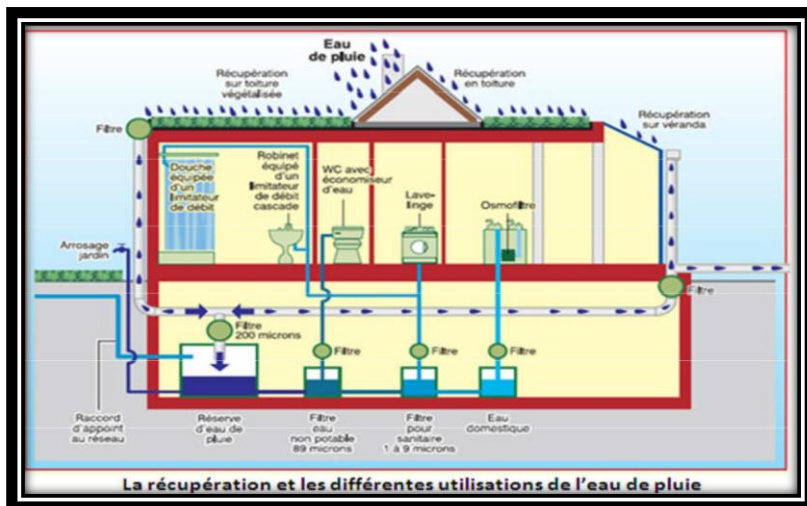 Eau
de pluie
Récupération
sur toiture
végétalisée
Récupération
en toiture
Récupération
sur véranda
Filtre
Douche
équipée
d'un
limitateur
de débit
Robinet
équipé
d'un
limitateur
de débit
cascade
WC avec
économiseur
d'eau
Lave-
linge
Osmofiltre
Arrosage
jardin
Filtre
Filtre
200 microns
Filtre
Filtre
Filtre
Raccord
d'appoint
au réseau
Réserve
d'eau de
pluie
Filtre
eau
non potable
89 microns
Filtre
pour
sanitaire
1 à 9 microns
Eau
domestique
La récupération et les différentes utilisations de l'eau de pluie